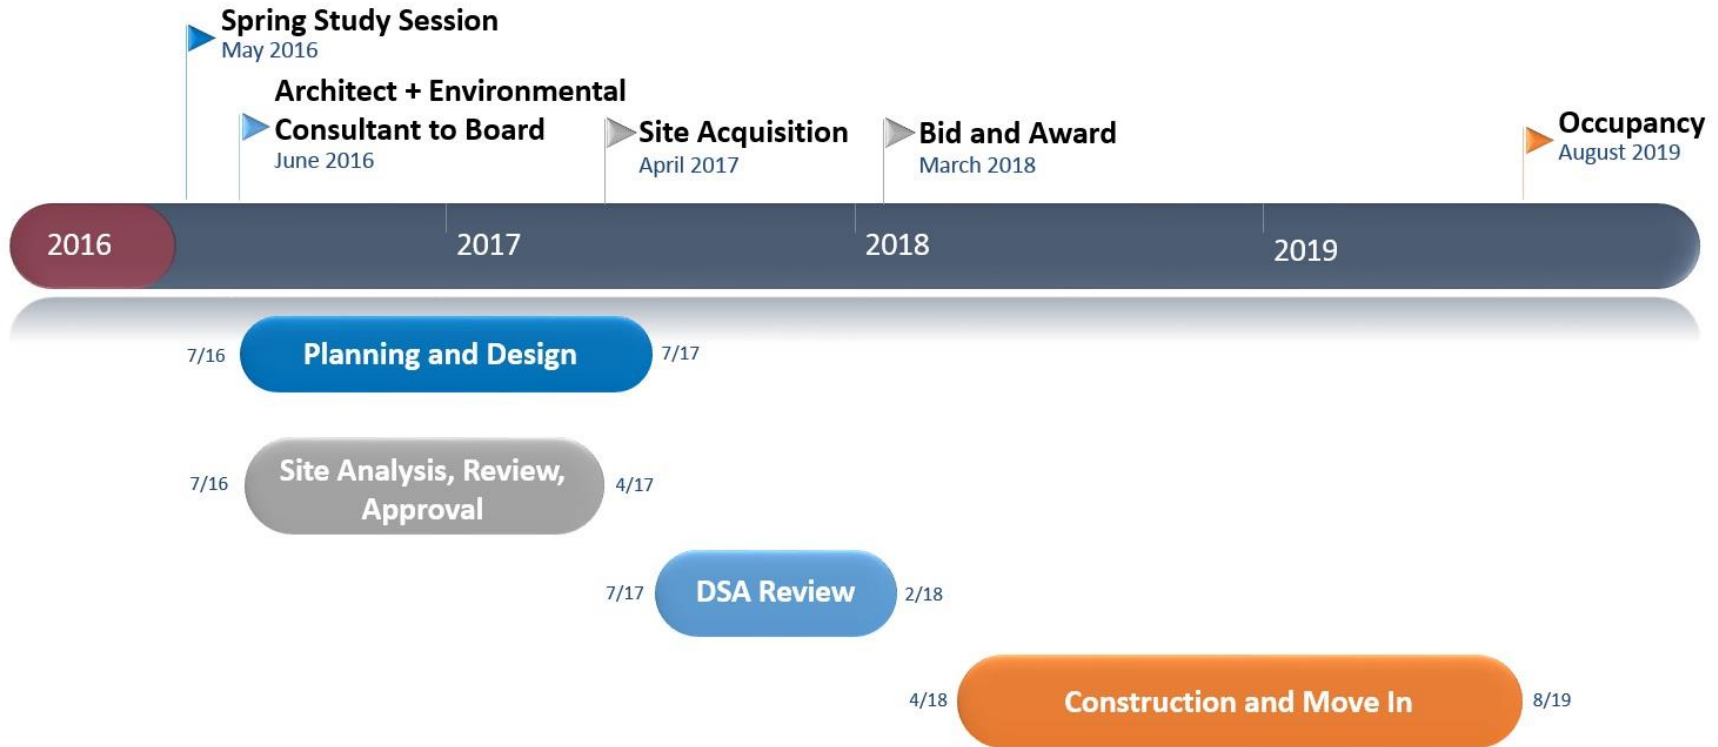 Spring Study Session
May 2016
Architect + Environmental
Consultant to Board
June 2016
Site Acquisition
April 2017
Bid and Award
March 2018
Occupancy
August 2019
2016
2017
2018
2019
7/16
Planning and Design
7/17
7/16
Site Analysis, Review,
Approval
4/17
7/17
DSA Review
2/18
4/18
Construction and Move In
8/19